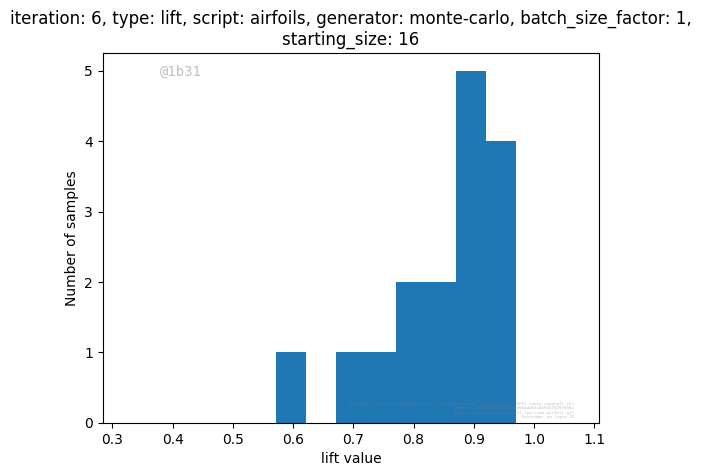 iteration: 6, type: lift, script: airfoils, generator: monte-carlo, batch_size_factor: 1,
starting_size: 16
@1b31
5
4
3
2
1
0
Number of samples
0.3 0.4 0.5 0.6 0.7 0.8 0.9 1.0 1.1
lift value